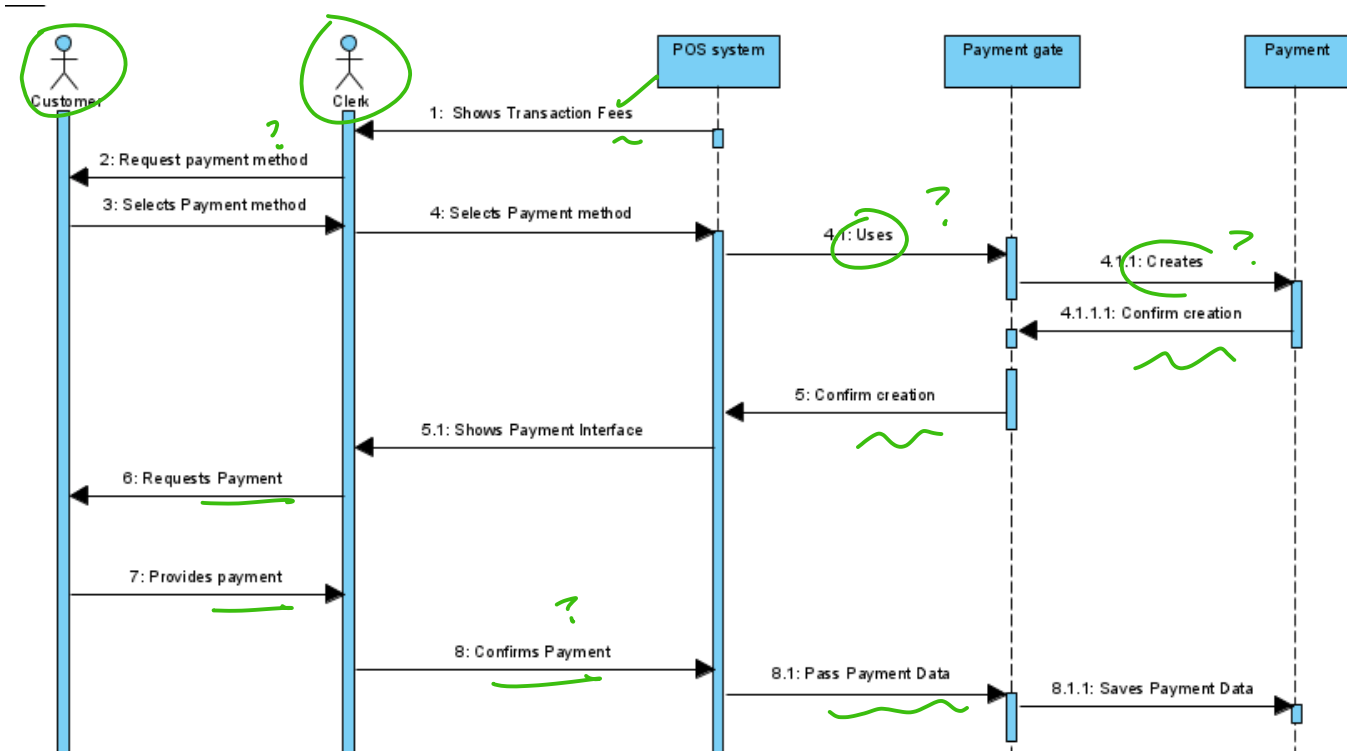 POS system
Payment gate
Payment
Customer
Clerk
1: Shows Transaction Fees
?
2: Request payment method
3: Selects Payment method
4: Selects Payment method
?
4.1: Uses
?
4.1.1: Creates
4.1.1.1: Confirm creation
5: Confirm creation
5.1: Shows Payment Interface
6: Requests Payment
7: Provides payment
?
8: Confirms Payment
8.1: Pass Payment Data
8.1.1: Saves Payment Data